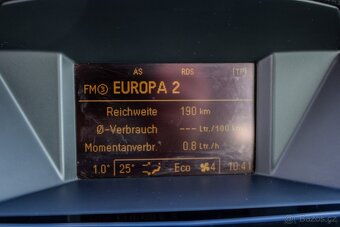 AS RDS [TP]
FM③ EUROPA 2
Reichweite 190 km
Ø-Verbrauch ---Ltr/100 km
Momentanverbr. 0.8 Ltr/h
1.0° 25° Eco 4 10:41